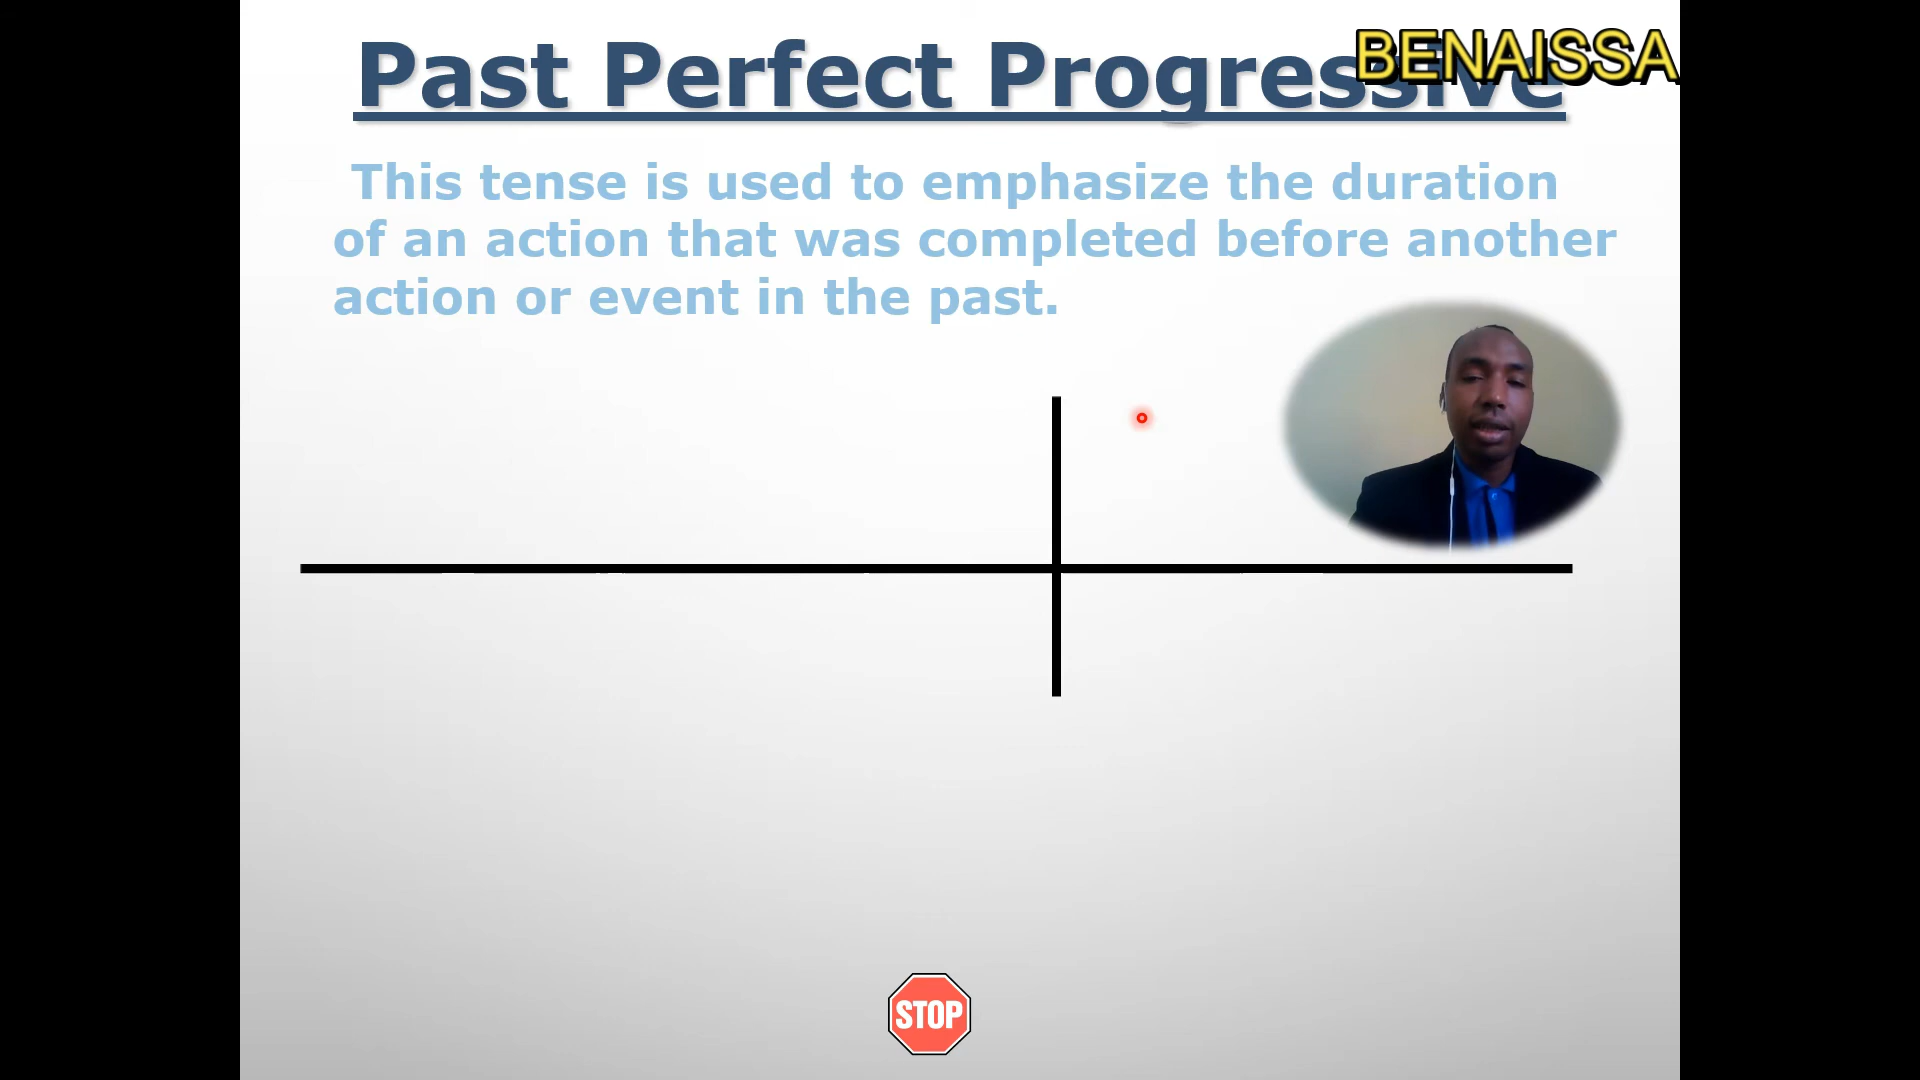 Past Perfect Progressive
BENAISSA
This tense is used to emphasize the duration
of an action that was completed before another
action or event in the past.
STOP